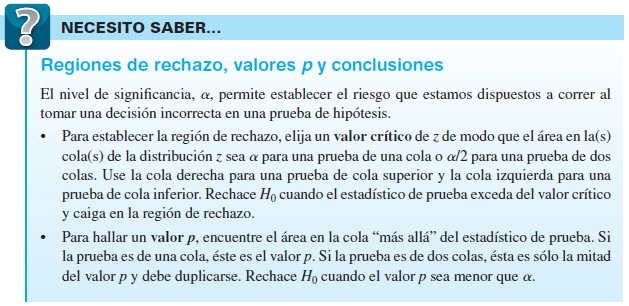 ?
NECESITO SABER...
Regiones de rechazo, valores p y conclusiones
El nivel de significancia, α, permite establecer el riesgo que estamos dispuestos a correr al
tomar una decisión incorrecta en una prueba de hipótesis.
• Para establecer la región de rechazo, elija un valor crítico de z de modo que el área en la(s)
cola(s) de la distribución z sea α para una prueba de una cola o α/2 para una prueba de dos
colas. Use la cola derecha para una prueba de cola superior y la cola izquierda para una
prueba de cola inferior. Rechace H₀ cuando el estadístico de prueba exceda del valor crítico
y caiga en la región de rechazo.
• Para hallar un valor p, encuentre el área en la cola “más allá” del estadístico de prueba. Si
la prueba es de una cola, éste es el valor p. Si la prueba es de dos colas, ésta es sólo la mitad
del valor p y debe duplicarse. Rechace H₀ cuando el valor p sea menor que α.